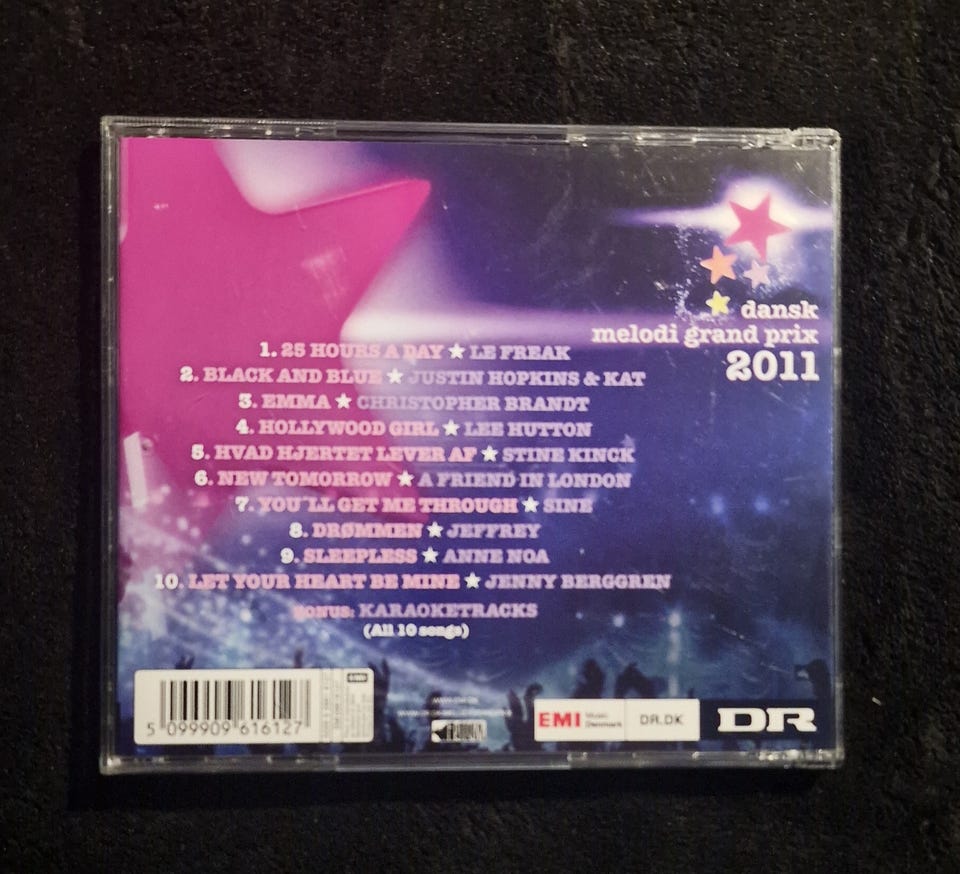 dansk
melodi grand prix
2011
1. 25 HOURS A DAY ★ LE FREAK
2. BLACK AND BLUE ★ JUSTIN HOPKINS & KAT
3. EMMA ★ CHRISTOPHER BRANDT
4. HOLLYWOOD GIRL ★ LEE HUTTON
5. HVAD HJERTET LEVER AF ★ STINE KINCK
6. NEW TOMORROW ★ A FRIEND IN LONDON
7. YOU´LL GET ME THROUGH ★ SINE
8. DRØMMEN ★ JEFFREY
9. SLEEPLESS ★ ANNE NOA
10. LET YOUR HEART BE MINE ★ JENNY BERGGREN
BONUS: KARAOKETRACKS
(All 10 songs)
5 099909 616127
EMI Music Denmark
DR.DK
DR